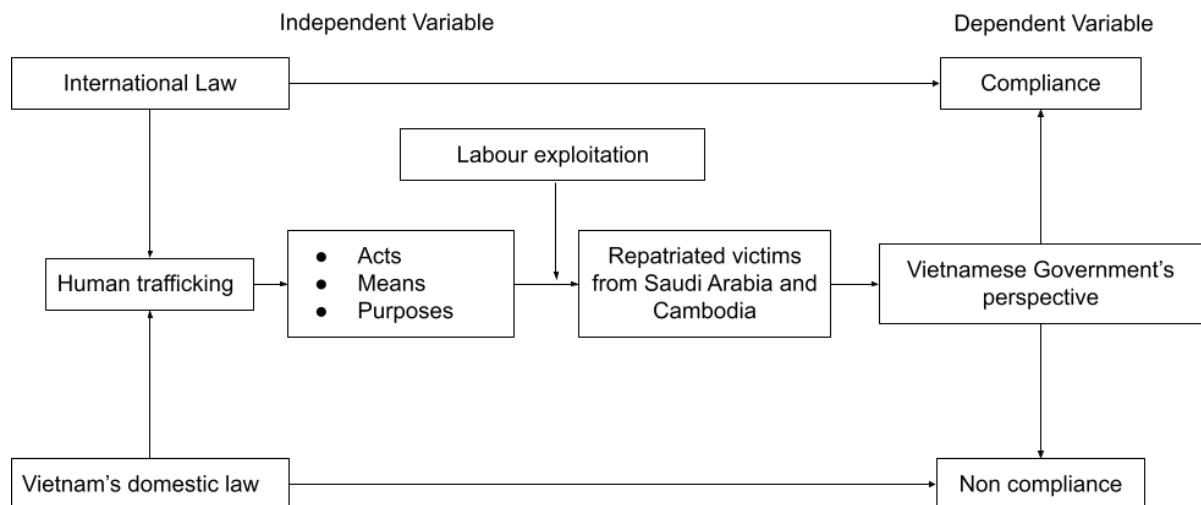 Independent Variable
Dependent Variable
International Law
Compliance
Labour exploitation
Human trafficking
● Acts
● Means
● Purposes
Repatriated victims
from Saudi Arabia and
Cambodia
Vietnamese Government’s
perspective
Vietnam’s domestic law
Non compliance